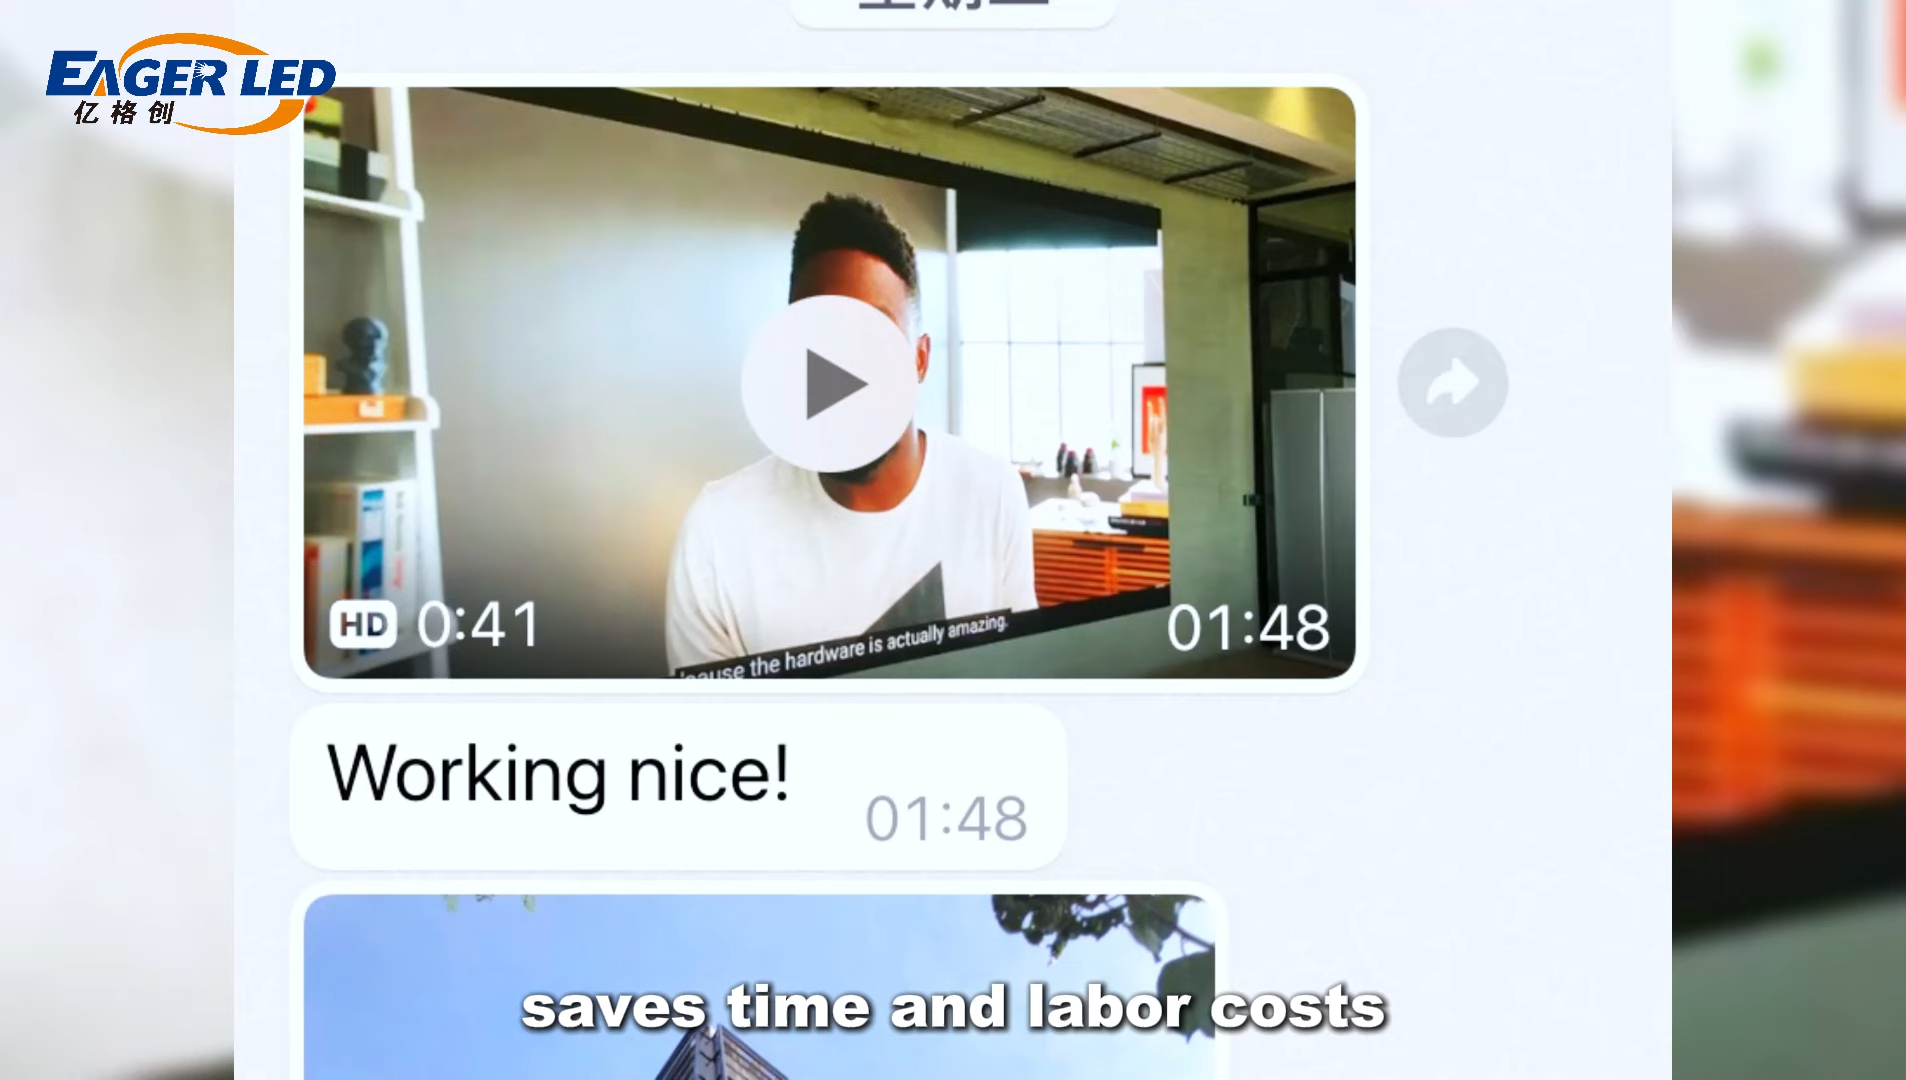 EAGER LED
亿格创
HD 0:41
01:48
the hardware is actually amazing.
Working nice!
01:48
saves time and labor costs